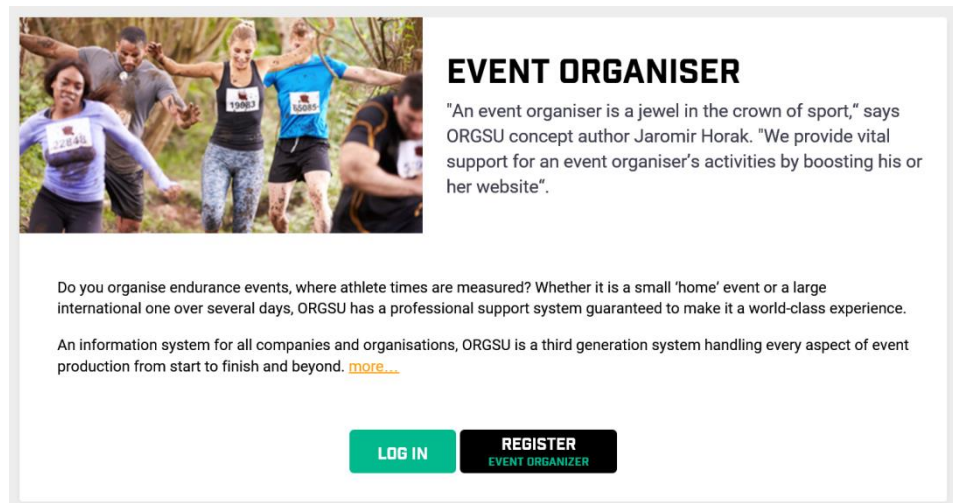 EVENT ORGANISER
"An event organiser is a jewel in the crown of sport,“ says
ORGSU concept author Jaromir Horak. "We provide vital
support for an event organiser’s activities by boosting his or
her website“.
19083
65085
22848
Do you organise endurance events, where athlete times are measured? Whether it is a small ‘home’ event or a large
international one over several days, ORGSU has a professional support system guaranteed to make it a world-class experience.
An information system for all companies and organisations, ORGSU is a third generation system handling every aspect of event
production from start to finish and beyond. more...
LOG IN
REGISTER
EVENT ORGANIZER